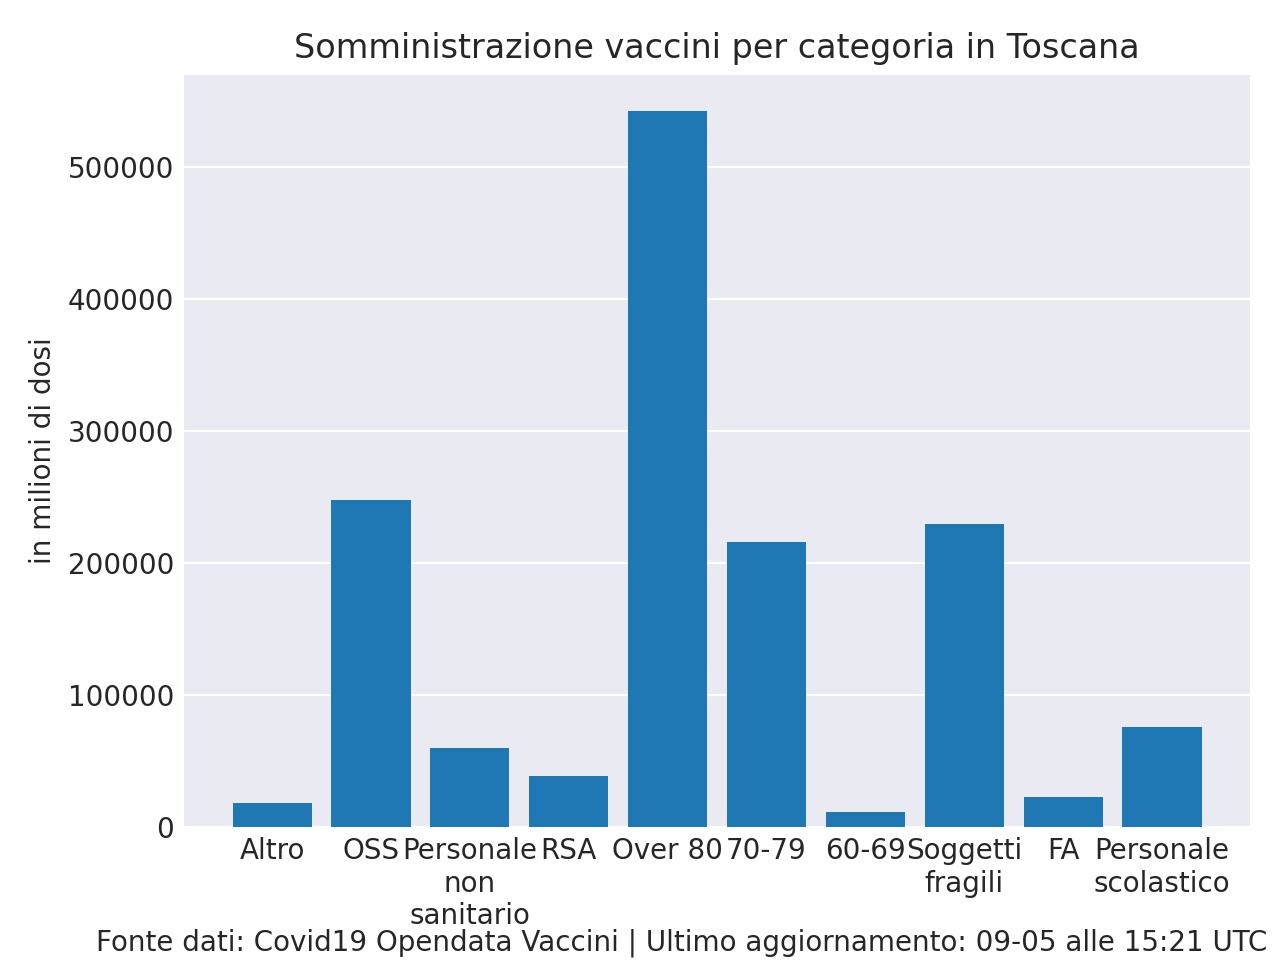 Somministrazione vaccini per categoria in Toscana
in milioni di dosi
500000
400000
300000
200000
100000
0
Altro
OSS
Personale
non
sanitario
RSA
Over 80
70-79
60-69
Soggetti
fragili
FA
Personale
scolastico
Fonte dati: Covid19 Opendata Vaccini | Ultimo aggiornamento: 09-05 alle 15:21 UTC